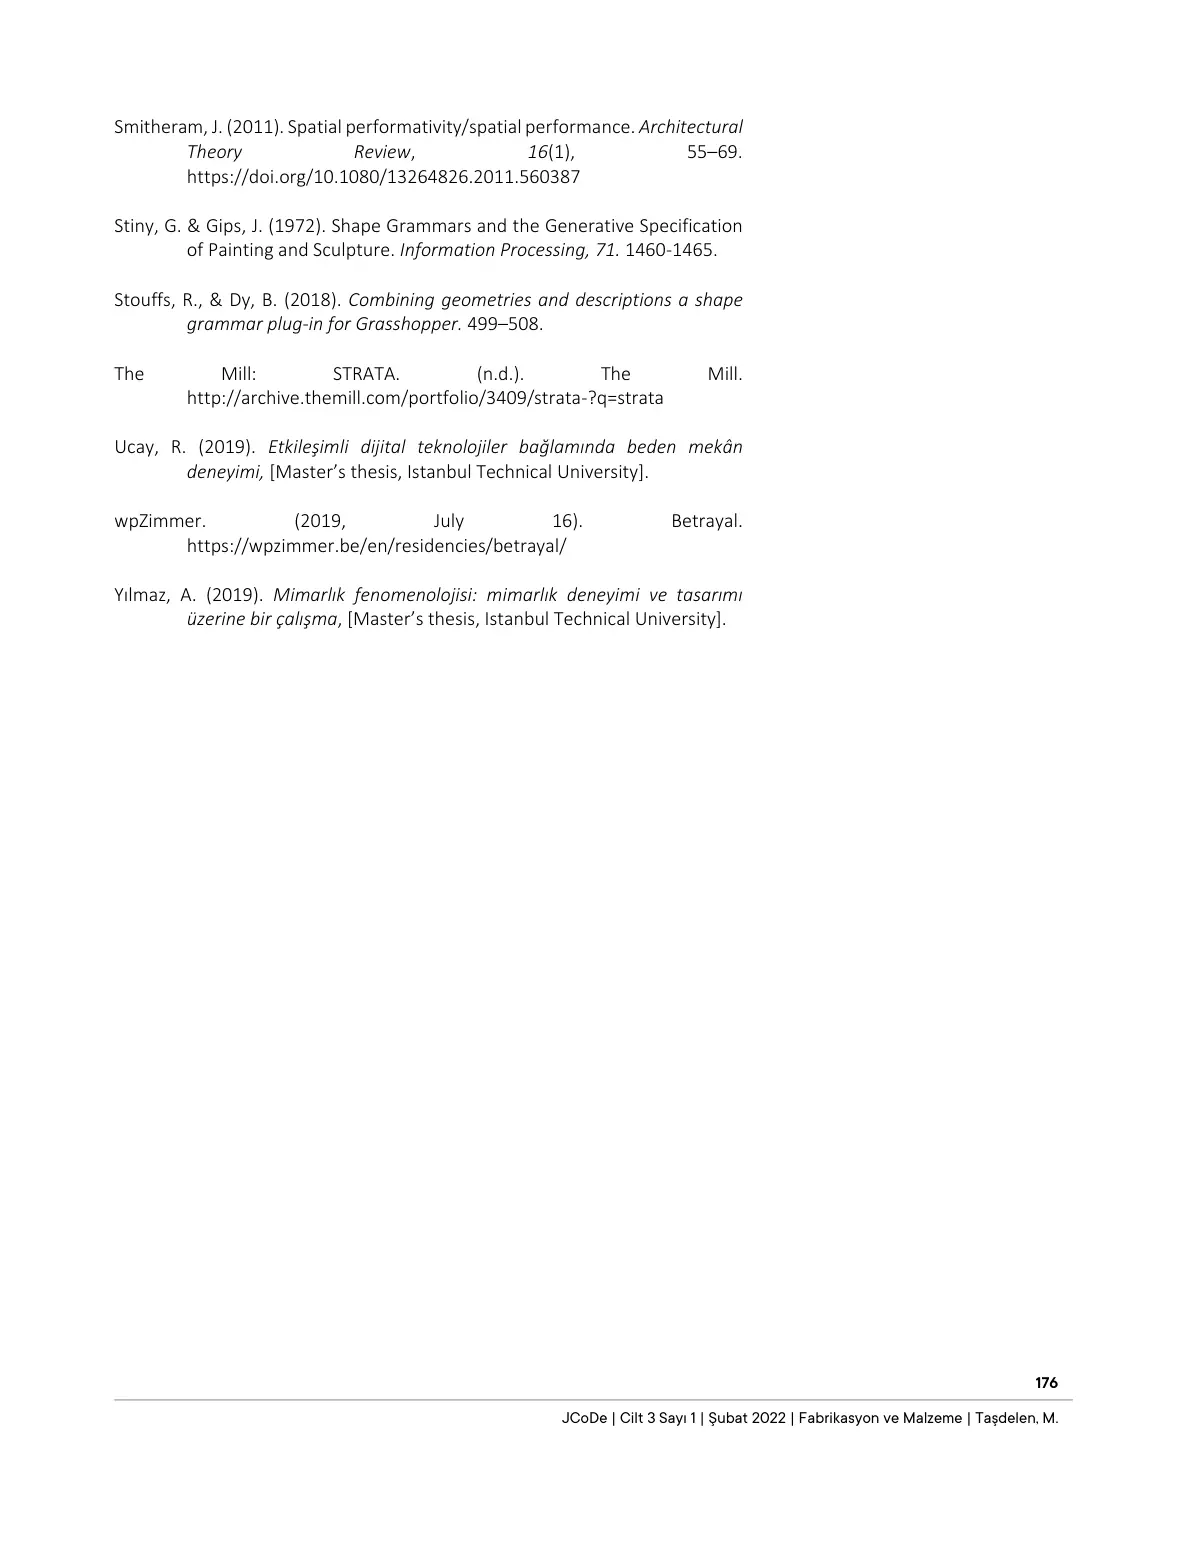 Smitheram, J. (2011). Spatial performativity/spatial performance. Architectural
Theory Review, 16(1), 55–69.
https://doi.org/10.1080/13264826.2011.560387
Stiny, G. & Gips, J. (1972). Shape Grammars and the Generative Specification
of Painting and Sculpture. Information Processing, 71. 1460-1465.
Stouffs, R., & Dy, B. (2018). Combining geometries and descriptions a shape
grammar plug-in for Grasshopper. 499–508.
The Mill: STRATA. (n.d.). The Mill.
http://archive.themill.com/portfolio/3409/strata-?q=strata
Ucay, R. (2019). Etkileşimli dijital teknolojiler bağlamında beden mekân
deneyimi, [Master’s thesis, Istanbul Technical University].
wpZimmer. (2019, July 16). Betrayal.
https://wpzimmer.be/en/residencies/betrayal/
Yılmaz, A. (2019). Mimarlık fenomenolojisi: mimarlık deneyimi ve tasarımı
üzerine bir çalışma, [Master’s thesis, Istanbul Technical University].
176
JCoDe | Cilt 3 Sayı 1 | Şubat 2022 | Fabrikasyon ve Malzeme | Taşdelen, M.